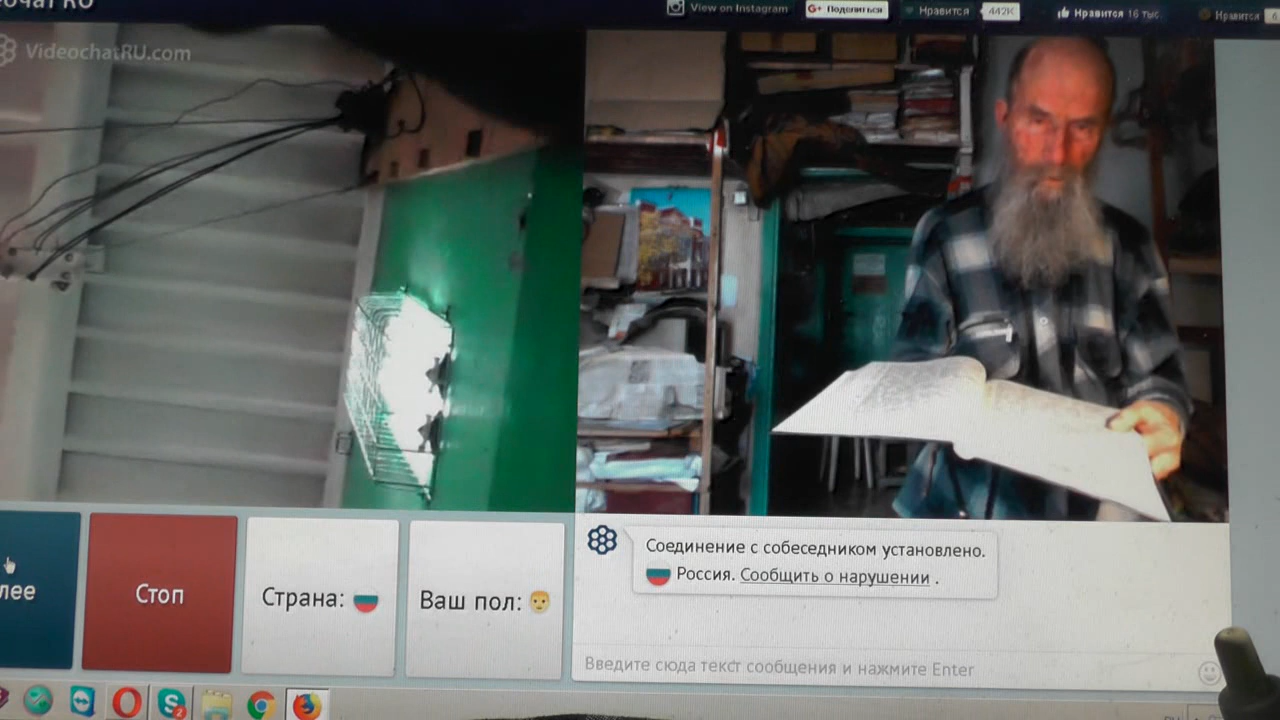 View on Instagram
Поделиться
Нравится
442K
Нравится 16 тыс.
Нравится
VideochatRU.com
Стоп
Страна:
Ваш пол:
Соединение с собеседником установлено.
Россия. Сообщить о нарушении .
Введите сюда текст сообщения и нажмите Enter